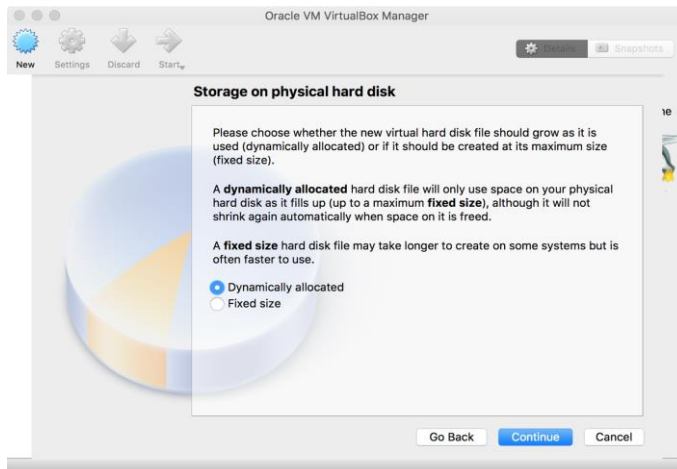 Oracle VM VirtualBox Manager
New Settings Discard Start
Details Snapshots
Storage on physical hard disk
Please choose whether the new virtual hard disk file should grow as it is
used (dynamically allocated) or if it should be created at its maximum size
(fixed size).
A dynamically allocated hard disk file will only use space on your physical
hard disk as it fills up (up to a maximum fixed size), although it will not
shrink again automatically when space on it is freed.
A fixed size hard disk file may take longer to create on some systems but is
often faster to use.
Dynamically allocated
Fixed size
Go Back Continue Cancel